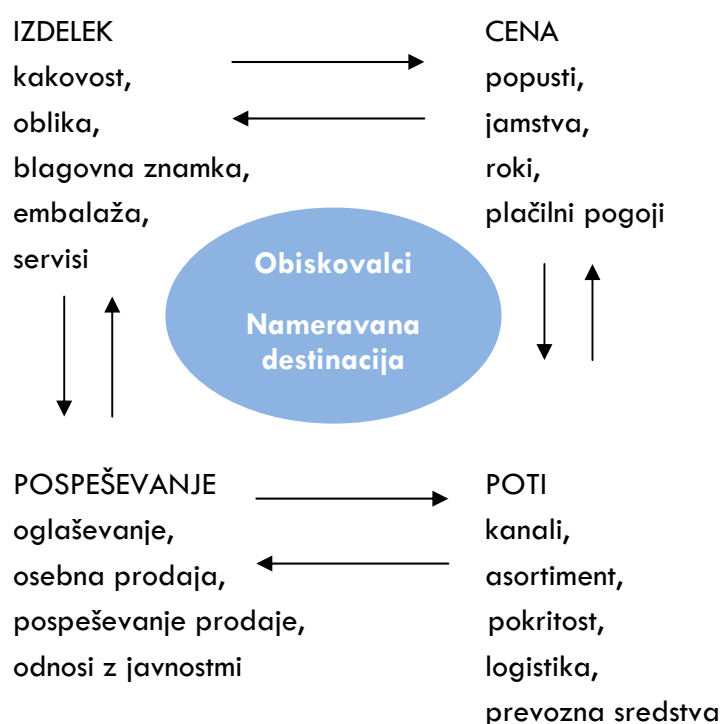 IZDELEK
kakovost,
oblika,
blagovna znamka,
embalaža,
servisi
CENA
popusti,
jamstva,
roki,
plačilni pogoji
Obiskovalci
Nameravana
destinacija
POSPEŠEVANJE
oglaševanje,
osebna prodaja,
pospeševanje prodaje,
odnosi z javnostmi
POTI
kanali,
asortiment,
pokritost,
logistika,
prevozna sredstva